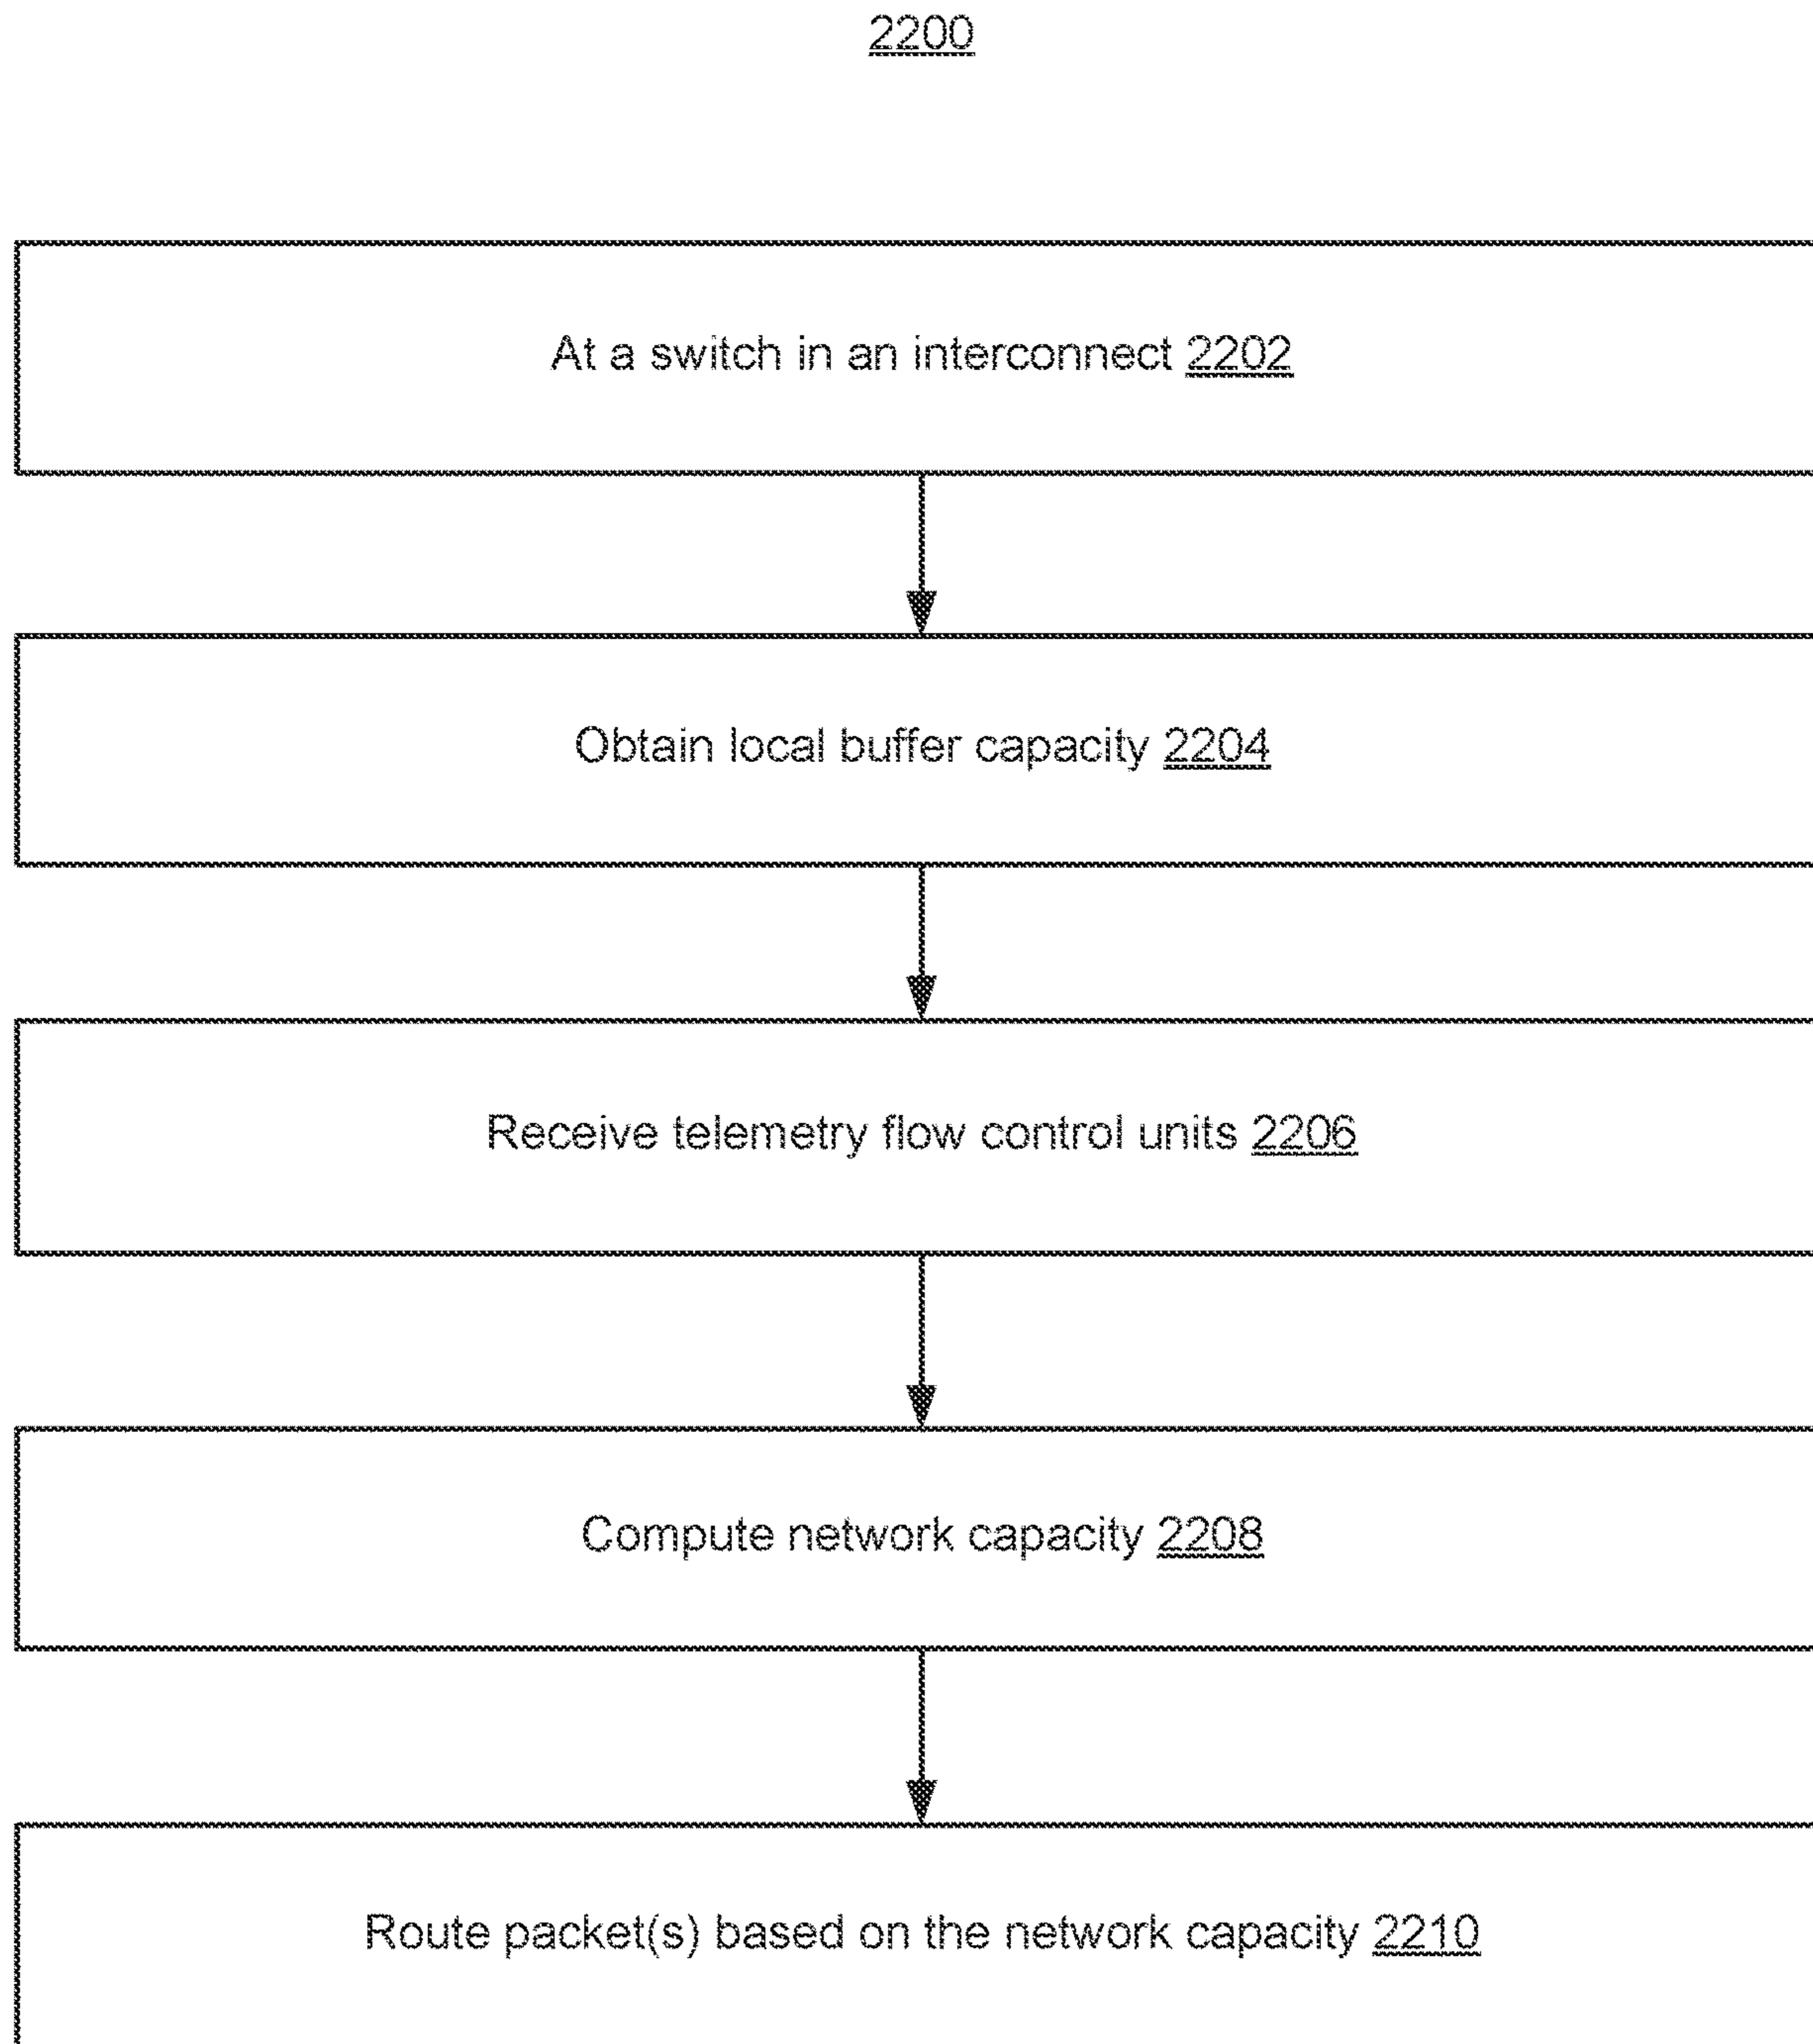 2200
At a switch in an interconnect 2202
Obtain local buffer capacity 2204
Receive telemetry flow control units 2206
Compute network capacity 2208
Route packet(s) based on the network capacity 2210